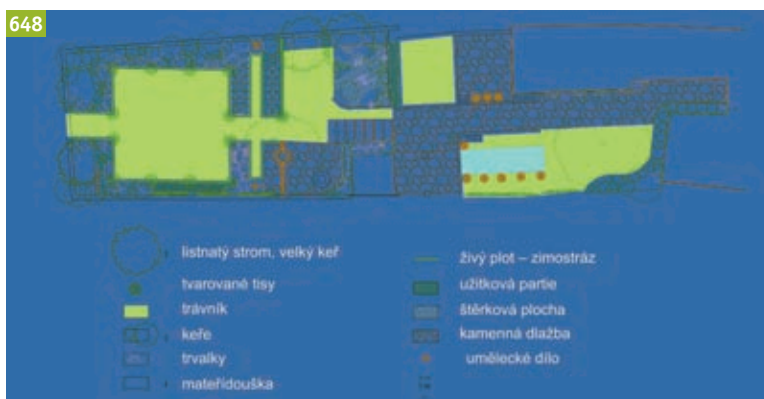 648
listnatý strom, velký keř
tvarované tisy
trávník
keře
trvalky
mateřídouška
živý plot – zimostráz
užitková partie
štěrková plocha
kamenná dlažba
umělecké dílo